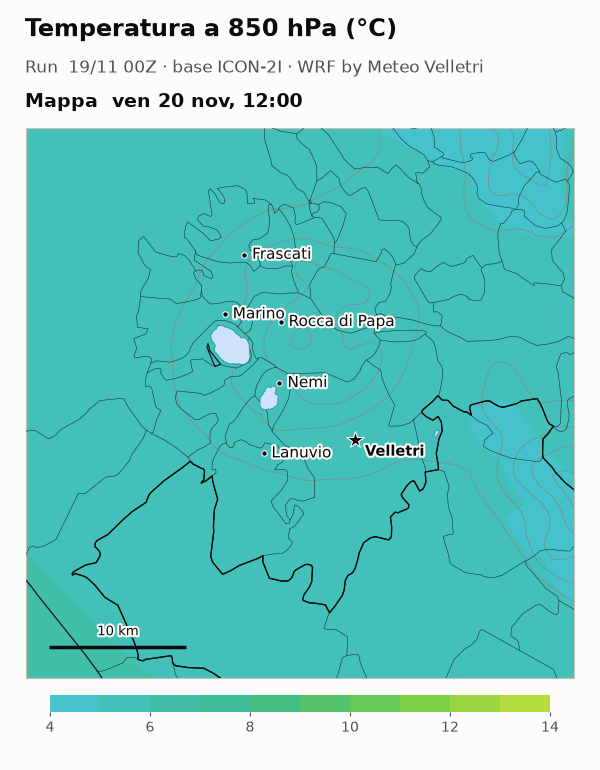 Temperatura a 850 hPa (°C)
Run  19/11 00Z · base ICON-2I · WRF by Meteo Velletri
Mappa  ven 20 nov, 12:00
Frascati
Marino
Rocca di Papa
Nemi
Velletri
Lanuvio
10 km
4 6 8 10 12 14